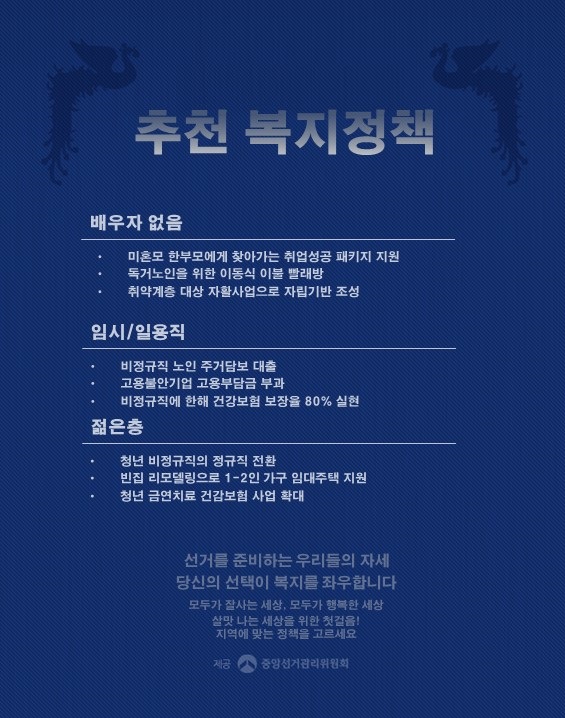 추천 복지정책
배우자 없음
• 미혼모 한부모에게 찾아가는 취업성공 패키지 지원
• 독거노인을 위한 이동식 이불 빨래방
• 취약계층 대상 자활사업으로 자립기반 조성
임시/일용직
• 비정규직 노인 주거담보 대출
• 고용불안기업 고용부담금 부과
• 비정규직에 한해 건강보험 보장을 80% 실현
젊은층
• 청년 비정규직의 정규직 전환
• 빈집 리모델링으로 1-2인 가구 임대주택 지원
• 청년 금연치료 건감보험 사업 확대
선거를 준비하는 우리들의 자세
당신의 선택이 복지를 좌우합니다
모두가 잘사는 세상, 모두가 행복한 세상
살맛 나는 세상을 위한 첫걸음!
지역에 맞는 정책을 고르세요
제공 중앙선거관리위원회